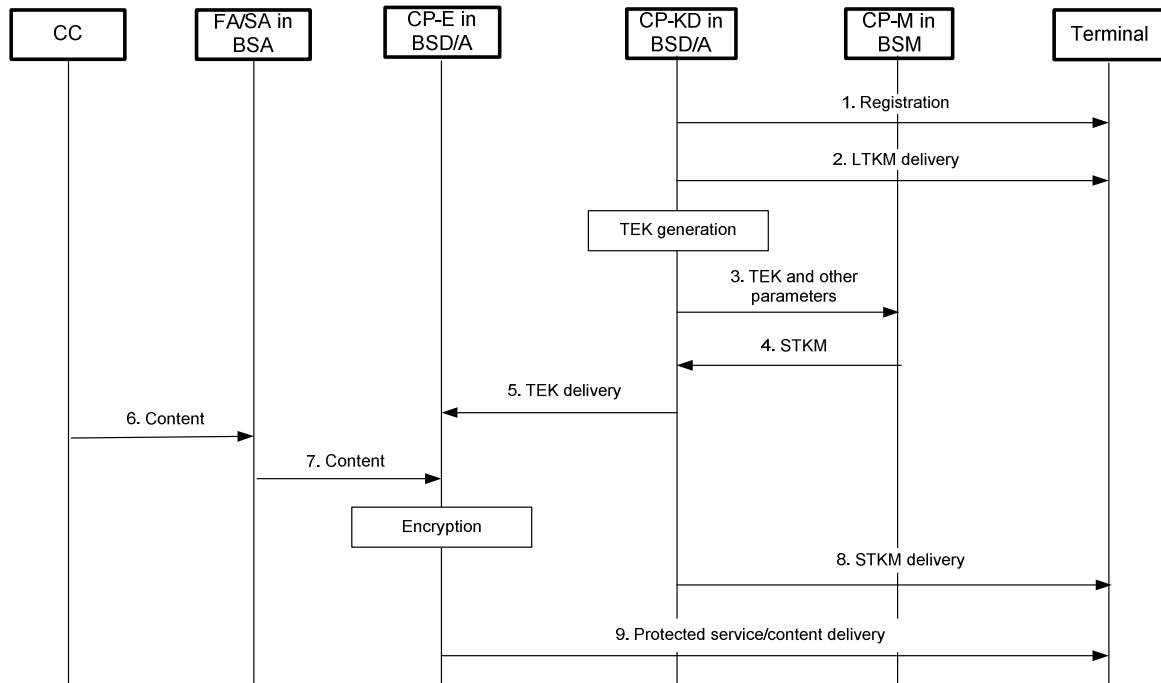 CC
FA/SA in
BSA
CP-E in
BSD/A
CP-KD in
BSD/A
CP-M in
BSM
Terminal
1. Registration
2. LTKM delivery
TEK generation
3. TEK and other
parameters
4. STKM
5. TEK delivery
6. Content
7. Content
Encryption
8. STKM delivery
9. Protected service/content delivery